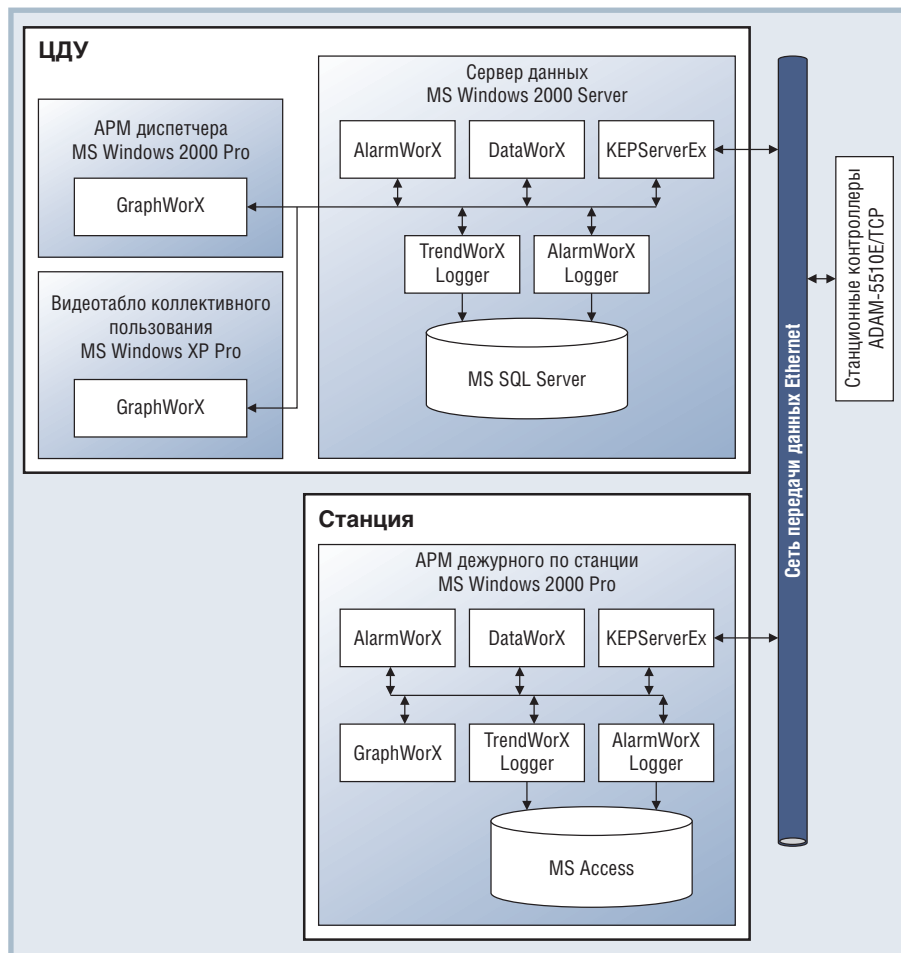 ЦДУ
АРМ диспетчера
MS Windows 2000 Pro
GraphWorX
Видеотабло коллективного
пользования
MS Windows XP Pro
GraphWorX
Сервер данных
MS Windows 2000 Server
AlarmWorX
DataWorX
KEPServerEx
TrendWorX
Logger
AlarmWorX
Logger
MS SQL Server
Станция
АРМ дежурного по станции
MS Windows 2000 Pro
AlarmWorX
DataWorX
KEPServerEx
GraphWorX
TrendWorX
Logger
AlarmWorX
Logger
MS Access
Сеть передачи данных Ethernet
Станционные контроллеры
ADAM-5510E/TCP